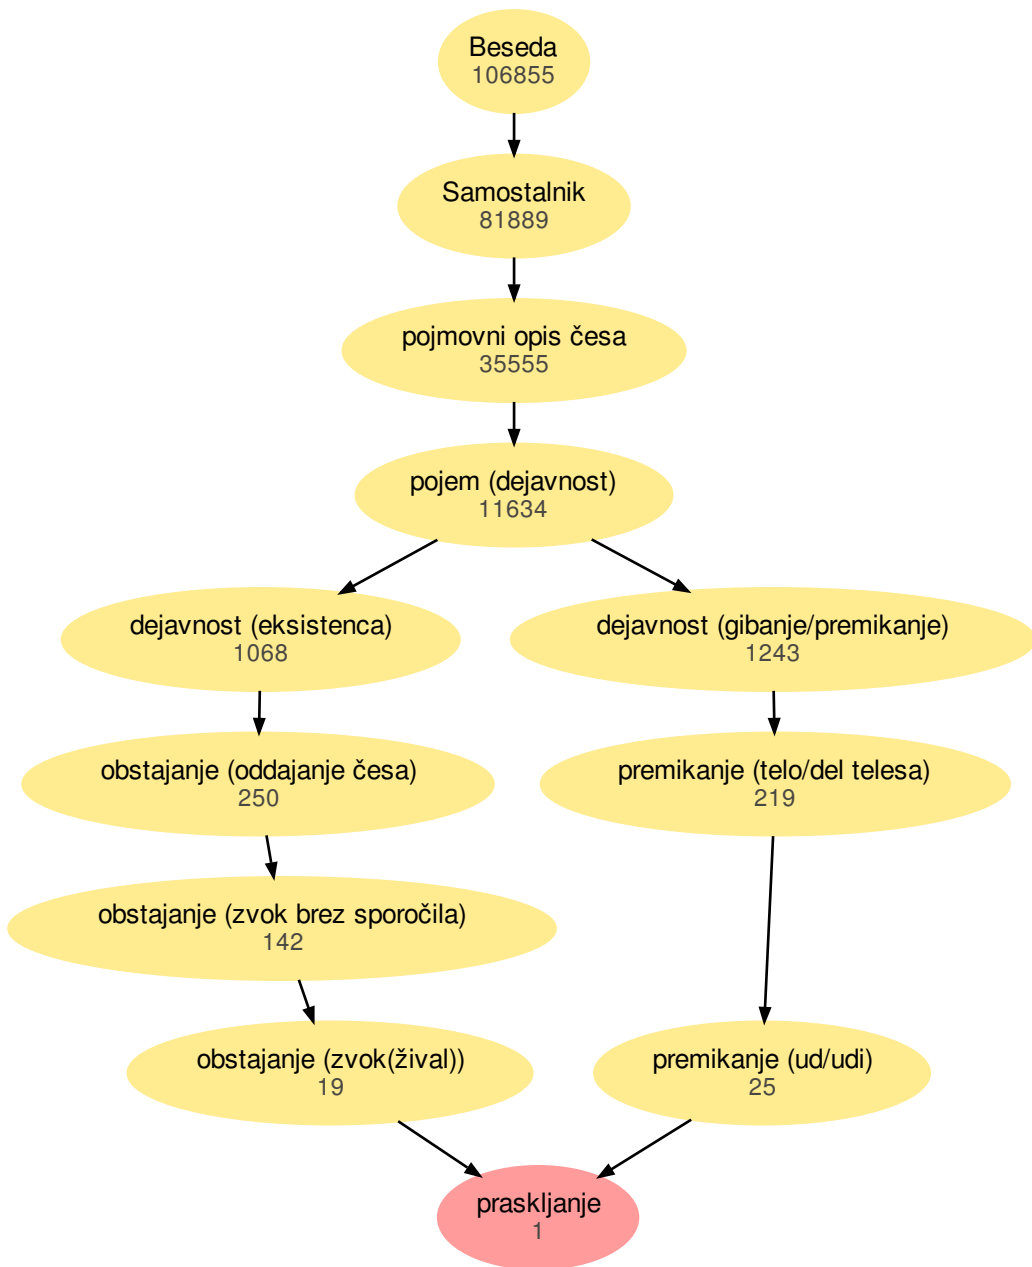 Beseda
106855
Samostalnik
81889
pojmovni opis česa
35555
pojem (dejavnost)
11634
dejavnost (eksistenca)
1068
dejavnost (gibanje/premikanje)
1243
obstajanje (oddajanje česa)
250
premikanje (telo/del telesa)
219
obstajanje (zvok brez sporočila)
142
obstajanje (zvok(žival))
19
premikanje (ud/udi)
25
praskljanje
1